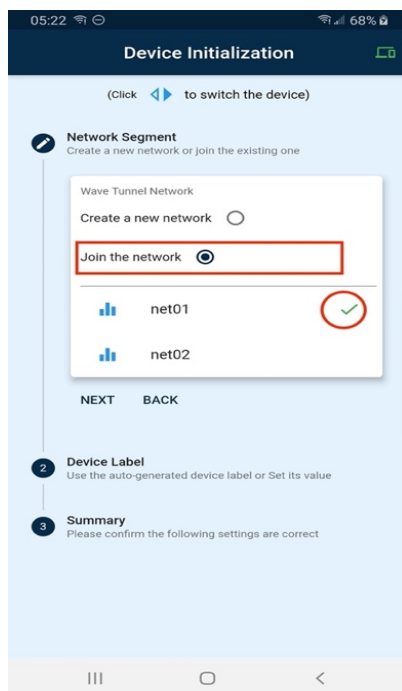 05:22 68%
Device Initialization
(Click to switch the device)
Network Segment
Create a new network or join the existing one
Wave Tunnel Network
Create a new network
Join the network
net01
net02
NEXT BACK
2 Device Label
Use the auto-generated device label or Set its value
3 Summary
Please confirm the following settings are correct